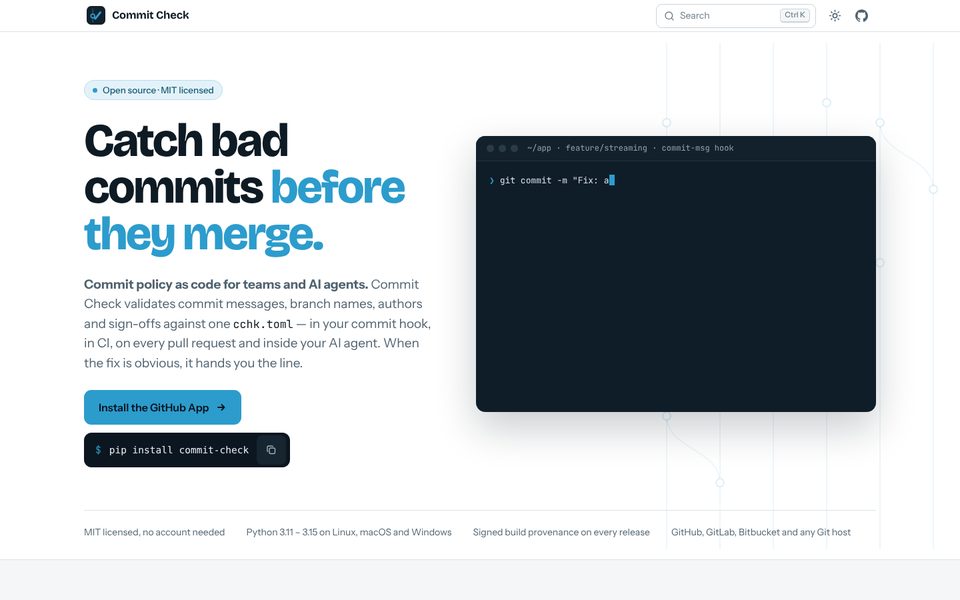 Commit Check
Search
Ctrl K
Open source · MIT licensed
Catch bad
commits before
they merge.
Commit policy as code for teams and AI agents. Commit
Check validates commit messages, branch names, authors
and sign-offs against one cchk.toml — in your commit hook,
in CI, on every pull request and inside your AI agent. When
the fix is obvious, it hands you the line.
Install the GitHub App →
$ pip install commit-check
~/app · feature/streaming · commit-msg hook
❯ git commit -m "Fix: a
MIT licensed, no account needed
Python 3.11 – 3.15 on Linux, macOS and Windows
Signed build provenance on every release
GitHub, GitLab, Bitbucket and any Git host